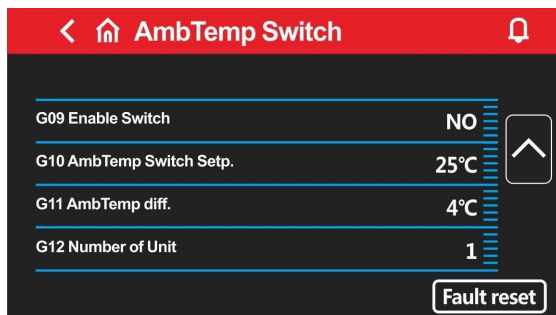 AmbTemp Switch
G09 Enable Switch NO
G10 AmbTemp Switch Setp. 25℃
G11 AmbTemp diff. 4℃
G12 Number of Unit 1
Fault reset